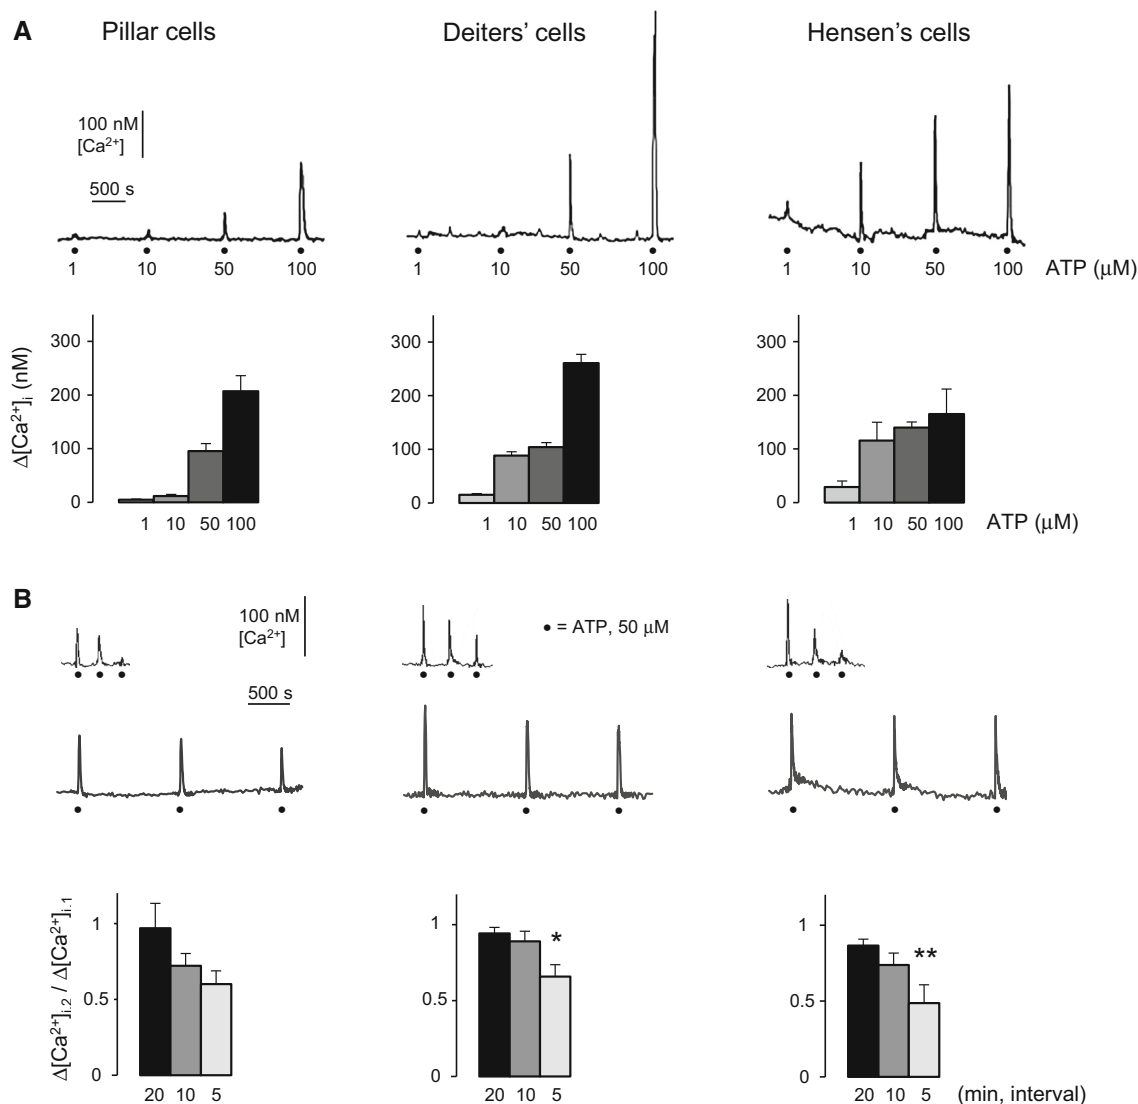 A
Pillar cells
Deiters' cells
Hensen's cells
100 nM
[Ca²⁺]
500 s
1 10 50 100
1 10 50 100
1 10 50 100 ATP (μM)
Δ[Ca²⁺]i (nM)
300
200
100
0
1 10 50 100
300
200
100
0
1 10 50 100
300
200
100
0
1 10 50 100 ATP (μM)
B
100 nM
[Ca²⁺]
500 s
• = ATP, 50 μM
Δ[Ca²⁺]i.2 / Δ[Ca²⁺]i.1
1
0.5
0
20 10 5
1
0.5
0
*
20 10 5
1
0.5
0
**
20 10 5 (min, interval)